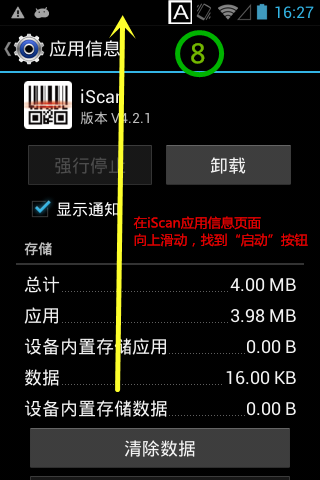 A 16:27
应用信息
8
iScan
版本 V4.2.1
强行停止
卸载
显示通知
在iScan应用信息页面
向上滑动，找到“启动”按钮
存储
总计 4.00 MB
应用 3.98 MB
设备内置存储应用 0.00 B
数据 16.00 KB
设备内置存储数据 0.00 B
清除数据